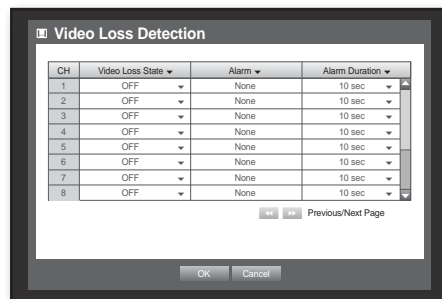 Video Loss Detection
CH Video Loss State Alarm Alarm Duration
1 OFF None 10 sec
2 OFF None 10 sec
3 OFF None 10 sec
4 OFF None 10 sec
5 OFF None 10 sec
6 OFF None 10 sec
7 OFF None 10 sec
8 OFF None 10 sec
Previous/Next Page
OK Cancel